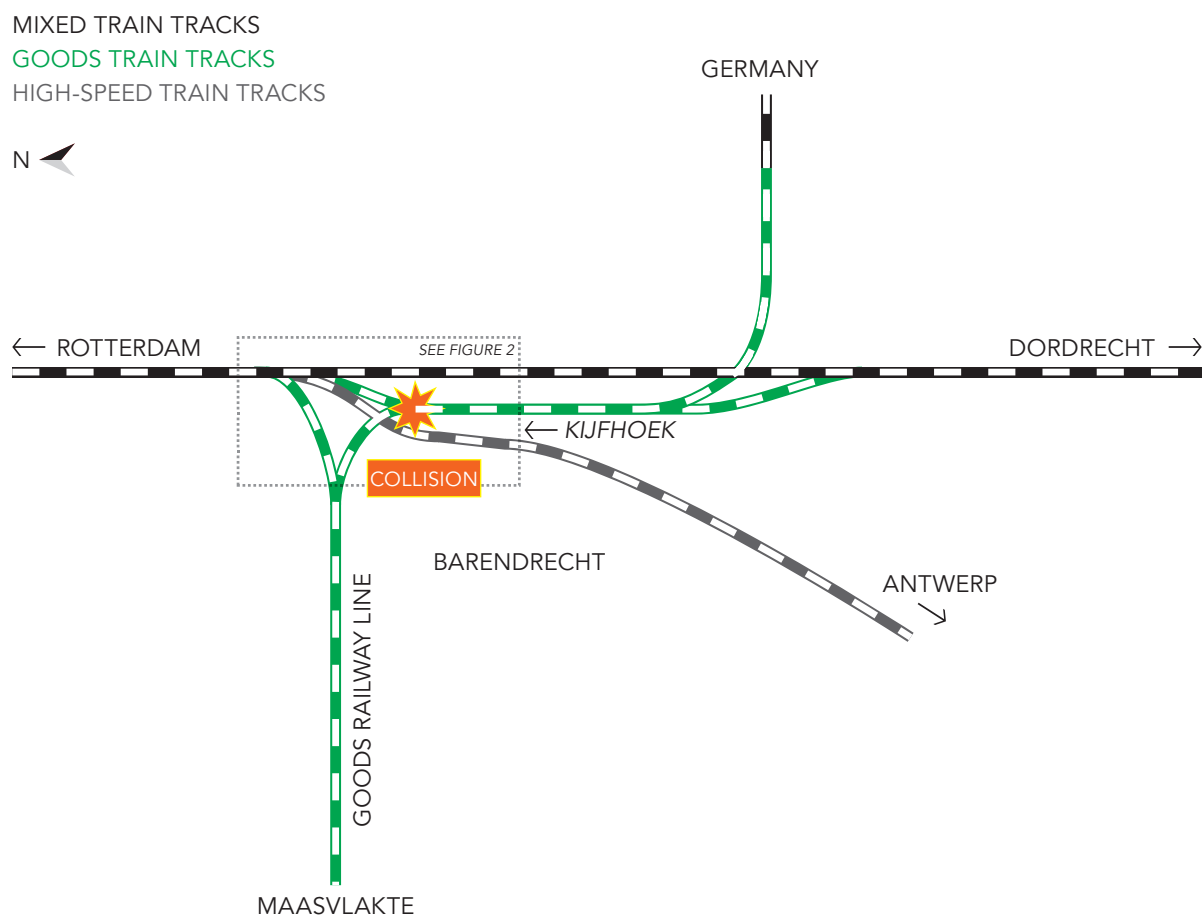 MIXED TRAIN TRACKS
GOODS TRAIN TRACKS
HIGH-SPEED TRAIN TRACKS
GERMANY
N
ROTTERDAM
SEE FIGURE 2
DORDRECHT
KIJFHOEK
COLLISION
BARENDRECHT
ANTWERP
GOODS RAILWAY LINE
MAASVLAKTE